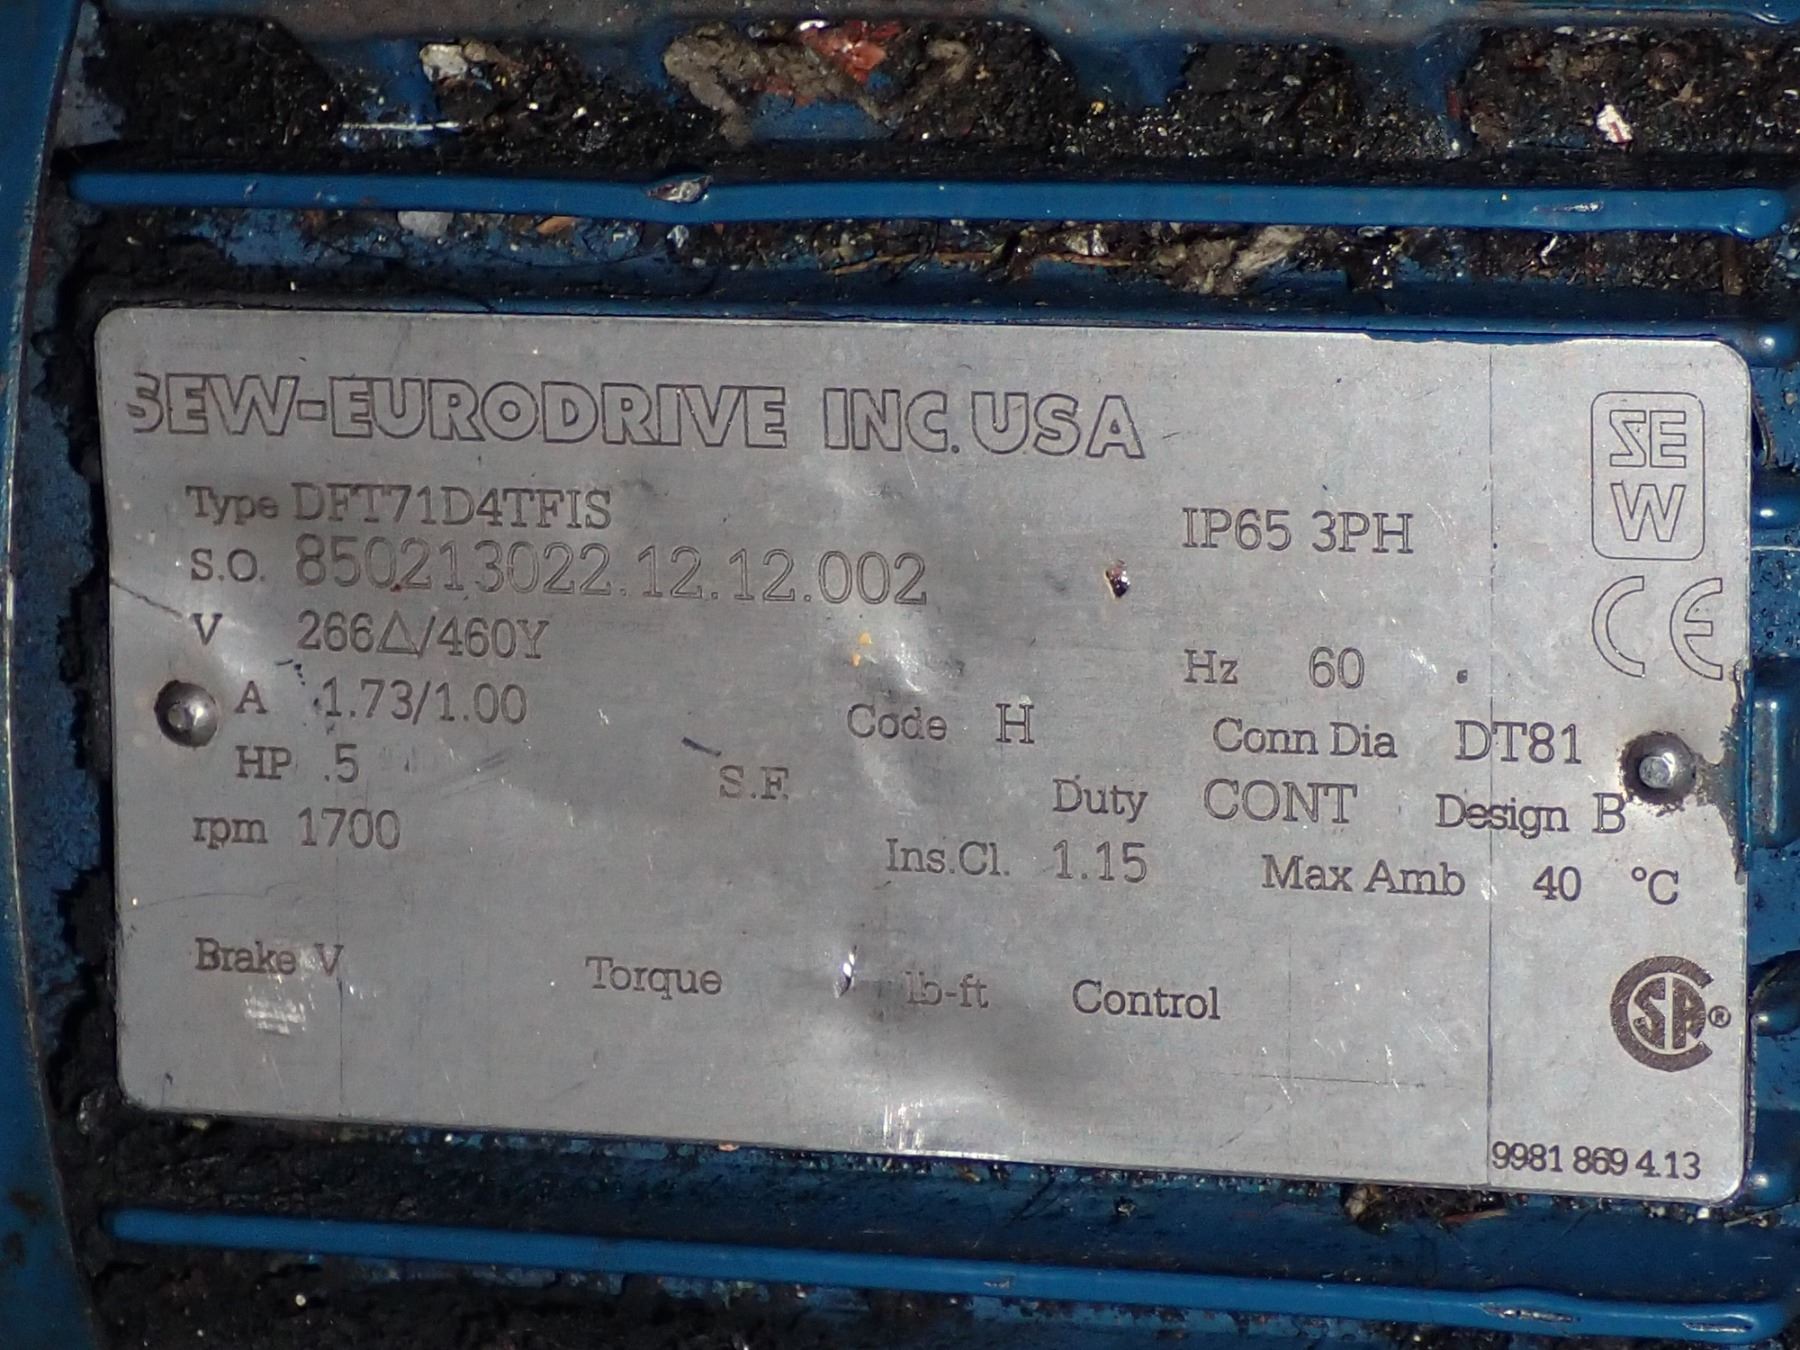 SEW-EURODRIVE INC. USA
SEW
Type DFT71D4TFIS IP65 3PH
S.O. 850213022.12.12.002
CE
V 266△/460Y Hz 60
A 1.73/1.00 Code H Conn Dia DT81
HP .5 S.F. Duty CONT Design B
rpm 1700 Ins.Cl. 1.15 Max Amb 40 °C
Brake V Torque lb-ft Control
CSA®
9981 869 4.13